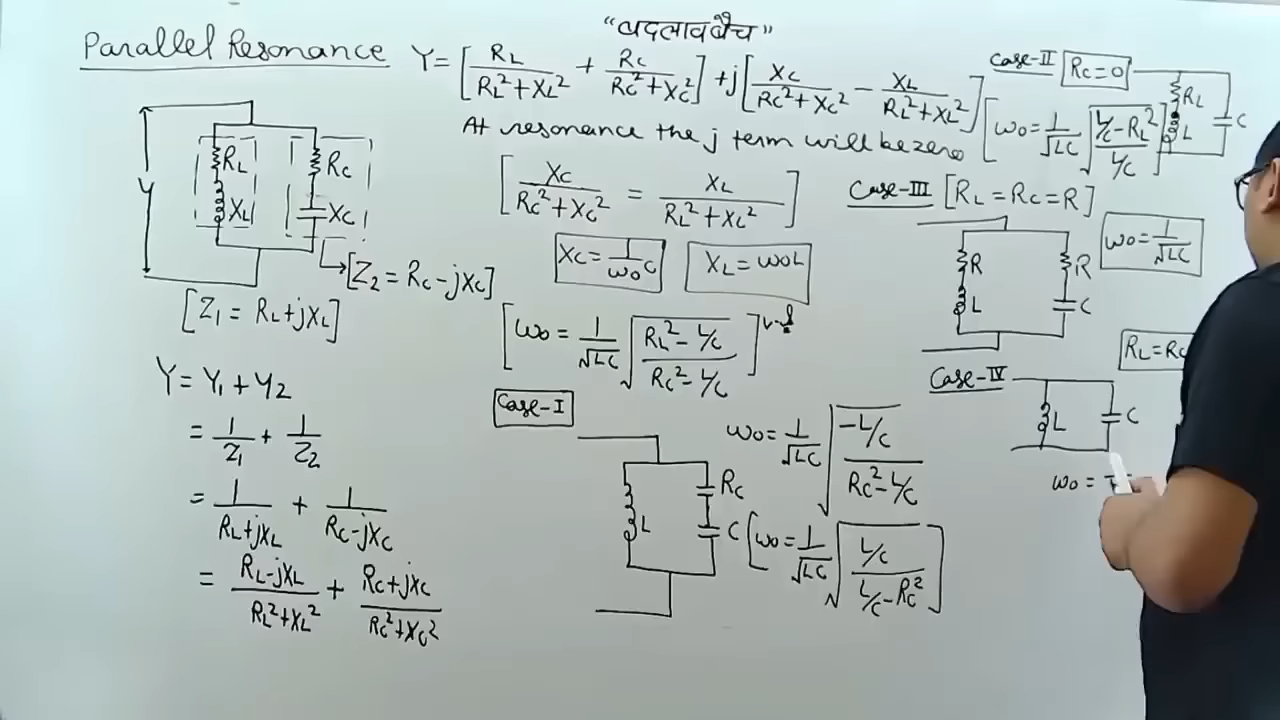 "बदलाव बैच"
Parallel Resonance
Y = [RL/(RL²+XL²) + RC/(RC²+XC²)] + j[XC/(RC²+XC²) − XL/(RL²+XL²)]
At resonance the j term will be zero
[XC/(RC²+XC²) = XL/(RL²+XL²)]
XC = 1/ω₀C
XL = ω₀L
[ω₀ = 1/√LC √((RL² − L/C)/(RC² − L/C))]
Y
RL
XL
RC
XC
[Z2 = RC − jXC]
[Z1 = RL + jXL]
Y = Y1 + Y2
= 1/Z1 + 1/Z2
= 1/(RL+jXL) + 1/(RC−jXC)
= (RL−jXL)/(RL²+XL²) + (RC+jXC)/(RC²+XC²)
Case-I
L
RC
C
ω₀ = 1/√LC √(−L/C/(RC² − L/C))
[ω₀ = 1/√LC √(L/C/(L/C − RC²))]
Case-II
RC = 0
RL
L
C
[ω₀ = 1/√LC √((L/C − RL²)/(L/C))]
Case-III [RL = RC = R]
R
L
R
C
ω₀ = 1/√LC
RL = RC
Case-IV
L
C
ω₀ =